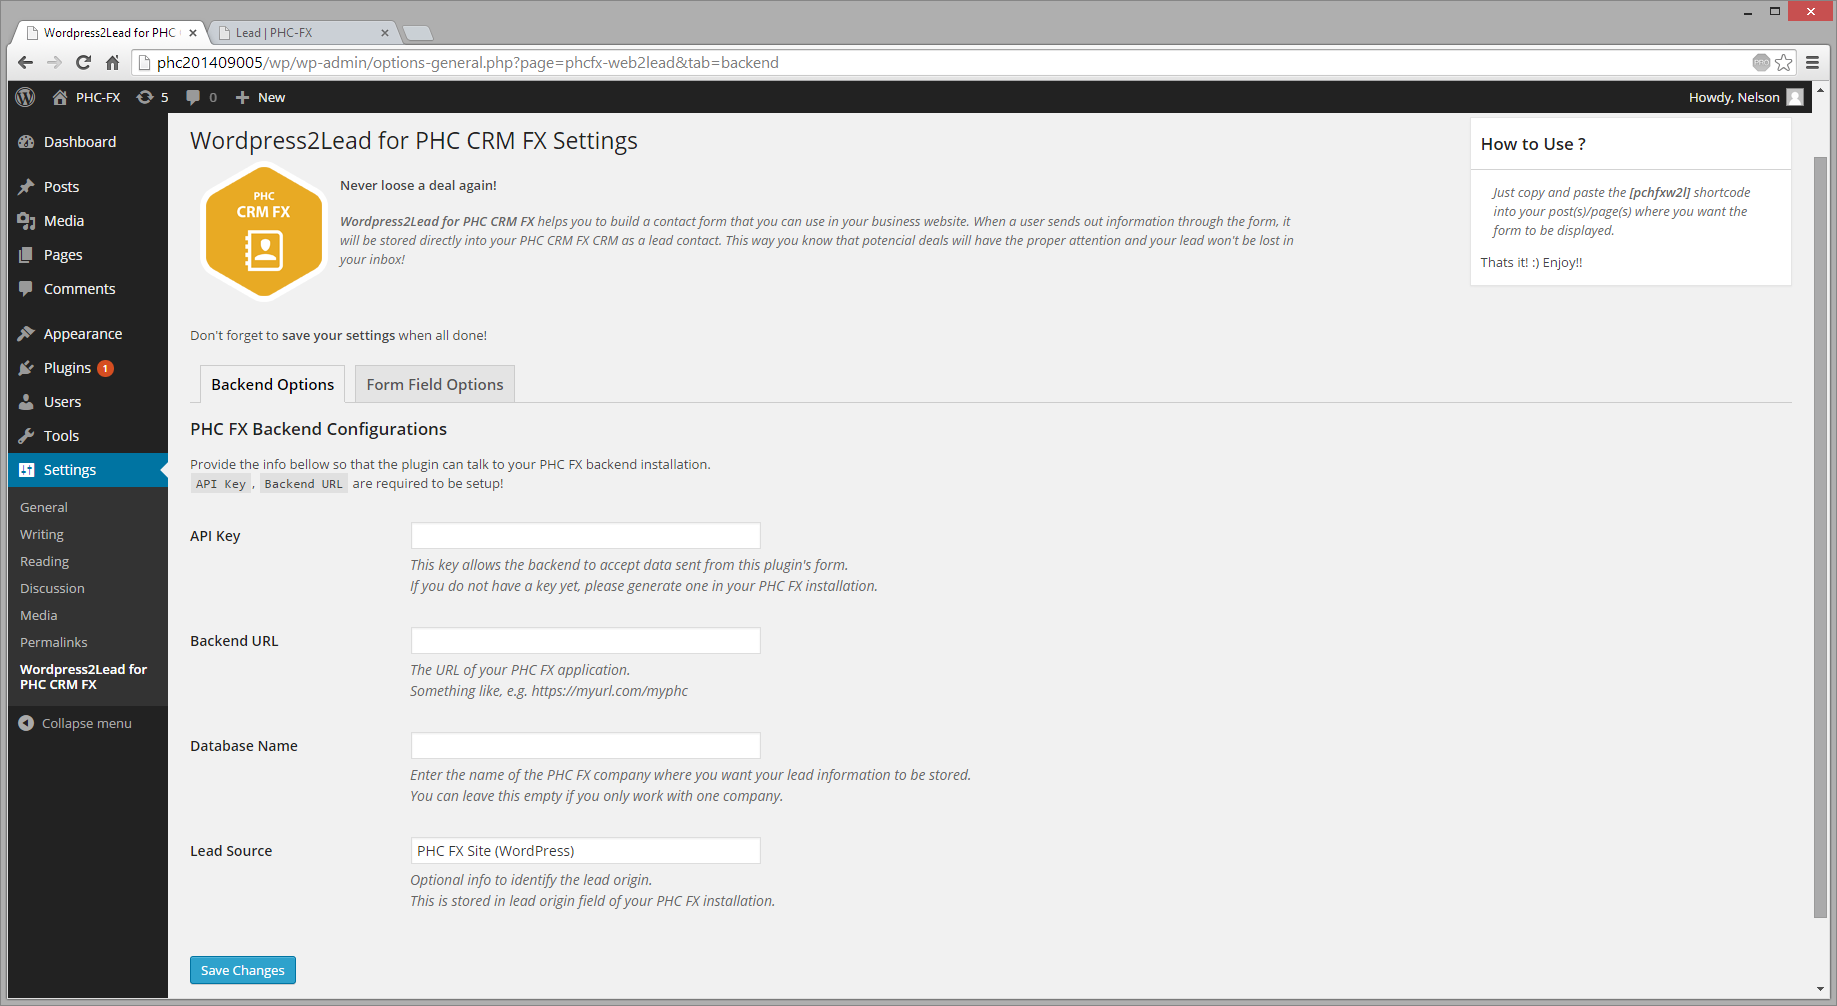 Wordpress2Lead for PHC
Lead | PHC-FX
phc201409005/wp/wp-admin/options-general.php?page=phcfx-web2lead&tab=backend
PRO
PHC-FX 5 0 New
Howdy, Nelson
Dashboard
Posts
Media
Pages
Comments
Appearance
Plugins 1
Users
Tools
Settings
General
Writing
Reading
Discussion
Media
Permalinks
Wordpress2Lead for
PHC CRM FX
Collapse menu
Wordpress2Lead for PHC CRM FX Settings
PHC
CRM FX
Never loose a deal again!
Wordpress2Lead for PHC CRM FX helps you to build a contact form that you can use in your business website. When a user sends out information through the form, it
will be stored directly into your PHC CRM FX CRM as a lead contact. This way you know that potencial deals will have the proper attention and your lead won't be lost in
your inbox!
How to Use ?
Just copy and paste the [pchfxw2l] shortcode
into your post(s)/page(s) where you want the
form to be displayed.
Thats it! :) Enjoy!!
Don't forget to save your settings when all done!
Backend Options
Form Field Options
PHC FX Backend Configurations
Provide the info bellow so that the plugin can talk to your PHC FX backend installation.
API Key , Backend URL are required to be setup!
API Key
This key allows the backend to accept data sent from this plugin's form.
If you do not have a key yet, please generate one in your PHC FX installation.
Backend URL
The URL of your PHC FX application.
Something like, e.g. https://myurl.com/myphc
Database Name
Enter the name of the PHC FX company where you want your lead information to be stored.
You can leave this empty if you only work with one company.
Lead Source
PHC FX Site (WordPress)
Optional info to identify the lead origin.
This is stored in lead origin field of your PHC FX installation.
Save Changes